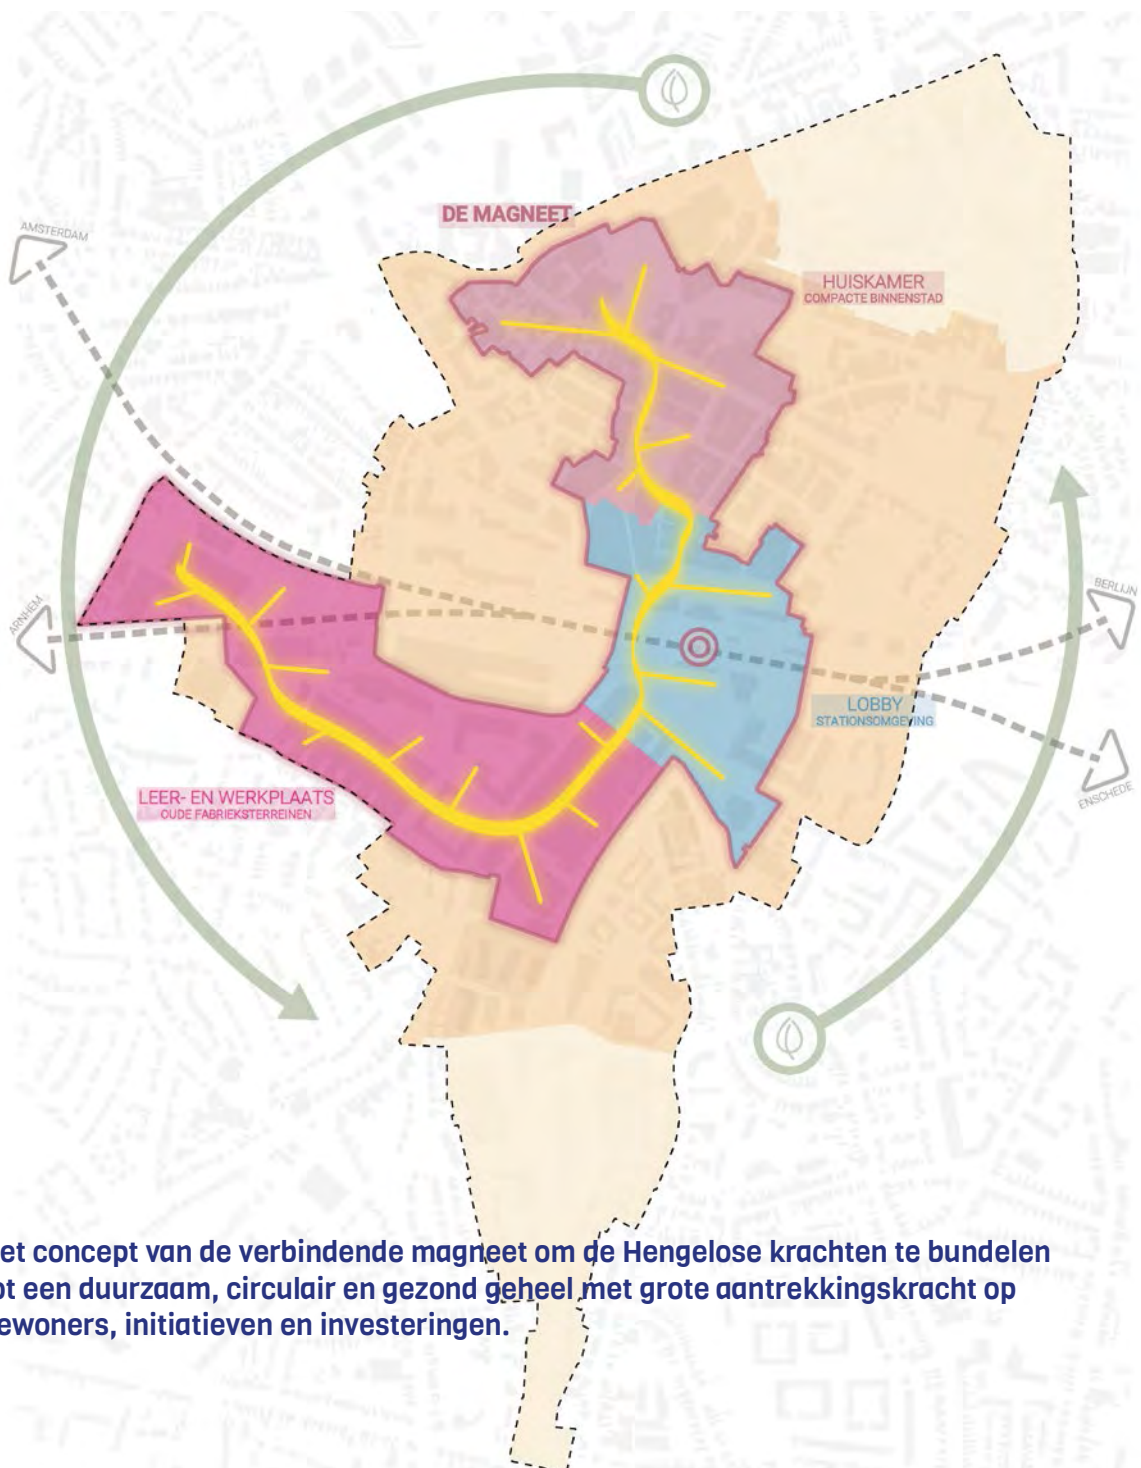 AMSTERDAM
DE MAGNEET
HUISKAMER
COMPACTE BINNENSTAD
ARNHEM
BERLIJN
LOBBY
STATIONSOMGEVING
ENSCHEDE
LEER- EN WERKPLAATS
OUDE FABRIEKSTERREINEN
et concept van de verbindende magneet om de Hengelose krachten te bundelen
ot een duurzaam, circulair en gezond geheel met grote aantrekkingskracht op
ewoners, initiatieven en investeringen.